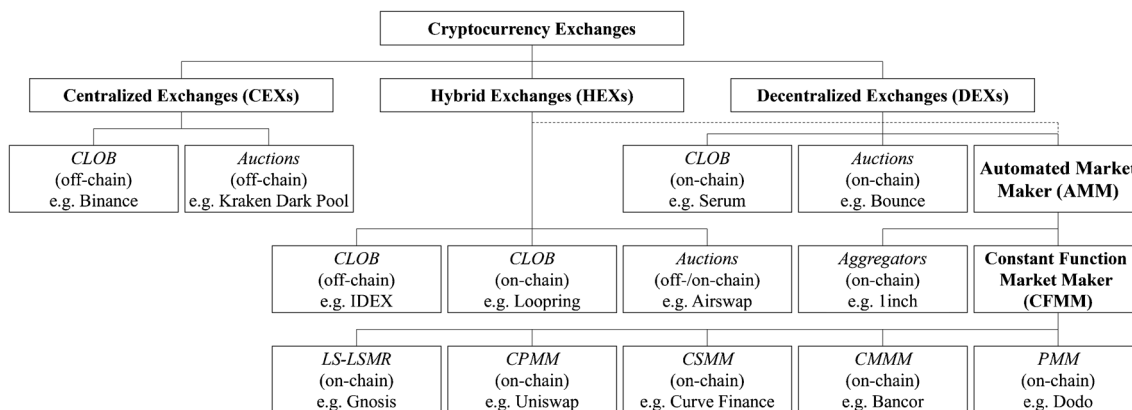 Cryptocurrency Exchanges
Centralized Exchanges (CEXs)
Hybrid Exchanges (HEXs)
Decentralized Exchanges (DEXs)
CLOB
(off-chain)
e.g. Binance
Auctions
(off-chain)
e.g. Kraken Dark Pool
CLOB
(on-chain)
e.g. Serum
Auctions
(on-chain)
e.g. Bounce
Automated Market
Maker (AMM)
CLOB
(off-chain)
e.g. IDEX
CLOB
(on-chain)
e.g. Loopring
Auctions
(off-/on-chain)
e.g. Airswap
Aggregators
(on-chain)
e.g. 1inch
Constant Function
Market Maker
(CFMM)
LS-LSMR
(on-chain)
e.g. Gnosis
CPMM
(on-chain)
e.g. Uniswap
CSMM
(on-chain)
e.g. Curve Finance
CMMM
(on-chain)
e.g. Bancor
PMM
(on-chain)
e.g. Dodo